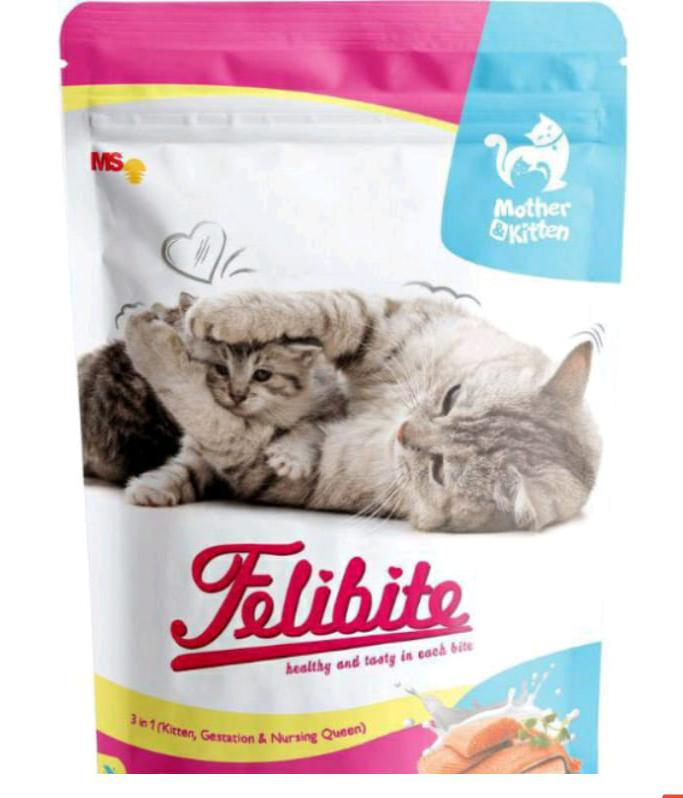 MS
Mother
&Kitten
Felibite
healthy and tasty in each bite
3 in 1 (Kitten, Gestation & Nursing Queen)